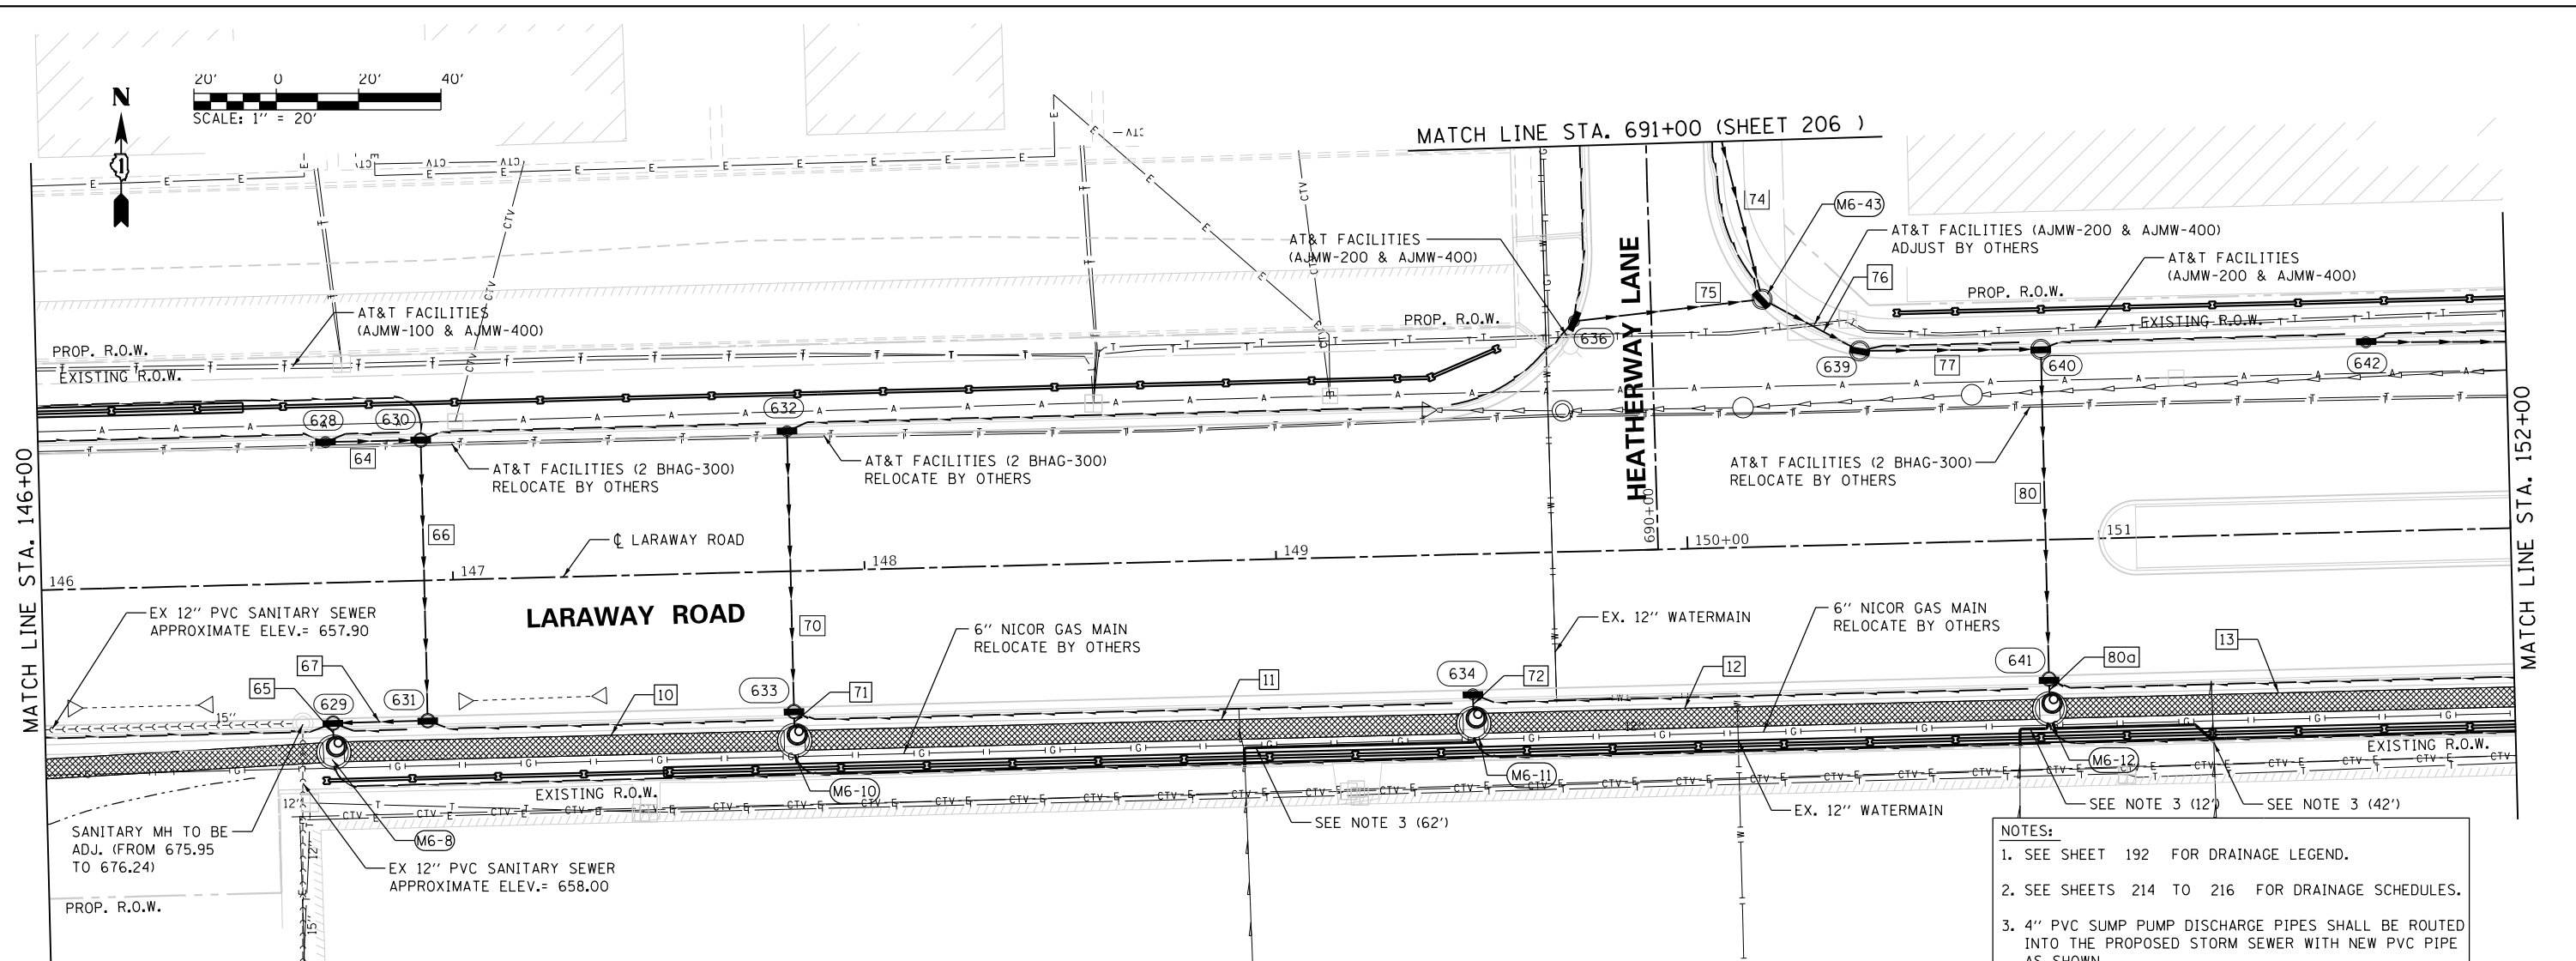 20' 0 20' 40'
SCALE: 1" = 20'
N
1
MATCH LINE STA. 691+00 (SHEET 206 )
74
M6-43
AT&T FACILITIES
(AJMW-200 & AJMW-400)
AT&T FACILITIES (AJMW-200 & AJMW-400)
ADJUST BY OTHERS
AT&T FACILITIES
(AJMW-200 & AJMW-400)
75
76
PROP. R.O.W.
AT&T FACILITIES
(AJMW-100 & AJMW-400)
PROP. R.O.W.
EXISTING R.O.W.
PROP. R.O.W.
EXISTING R.O.W.
HEATHERWAY LANE
636
639
77
640
642
628
630
632
64
AT&T FACILITIES (2 BHAG-300)
RELOCATE BY OTHERS
AT&T FACILITIES (2 BHAG-300)
RELOCATE BY OTHERS
AT&T FACILITIES (2 BHAG-300)
RELOCATE BY OTHERS
80
66
690+00
℄ LARAWAY ROAD
146
147
148
149
150+00
151
MATCH LINE STA. 146+00
MATCH LINE STA. 152+00
EX 12" PVC SANITARY SEWER
APPROXIMATE ELEV.= 657.90
LARAWAY ROAD
70
6" NICOR GAS MAIN
RELOCATE BY OTHERS
EX. 12" WATERMAIN
6" NICOR GAS MAIN
RELOCATE BY OTHERS
67
65
629
631
10
633
71
11
634
72
12
641
80a
13
15"
12"
M6-10
M6-11
M6-12
EXISTING R.O.W.
EXISTING R.O.W.
12"
SANITARY MH TO BE
ADJ. (FROM 675.95
TO 676.24)
M6-8
EX 12" PVC SANITARY SEWER
APPROXIMATE ELEV.= 658.00
12"
15"
PROP. R.O.W.
SEE NOTE 3 (62')
EX. 12" WATERMAIN
SEE NOTE 3 (12')
SEE NOTE 3 (42')
NOTES:
1. SEE SHEET 192 FOR DRAINAGE LEGEND.
2. SEE SHEETS 214 TO 216 FOR DRAINAGE SCHEDULES.
3. 4" PVC SUMP PUMP DISCHARGE PIPES SHALL BE ROUTED
INTO THE PROPOSED STORM SEWER WITH NEW PVC PIPE
AS SHOWN